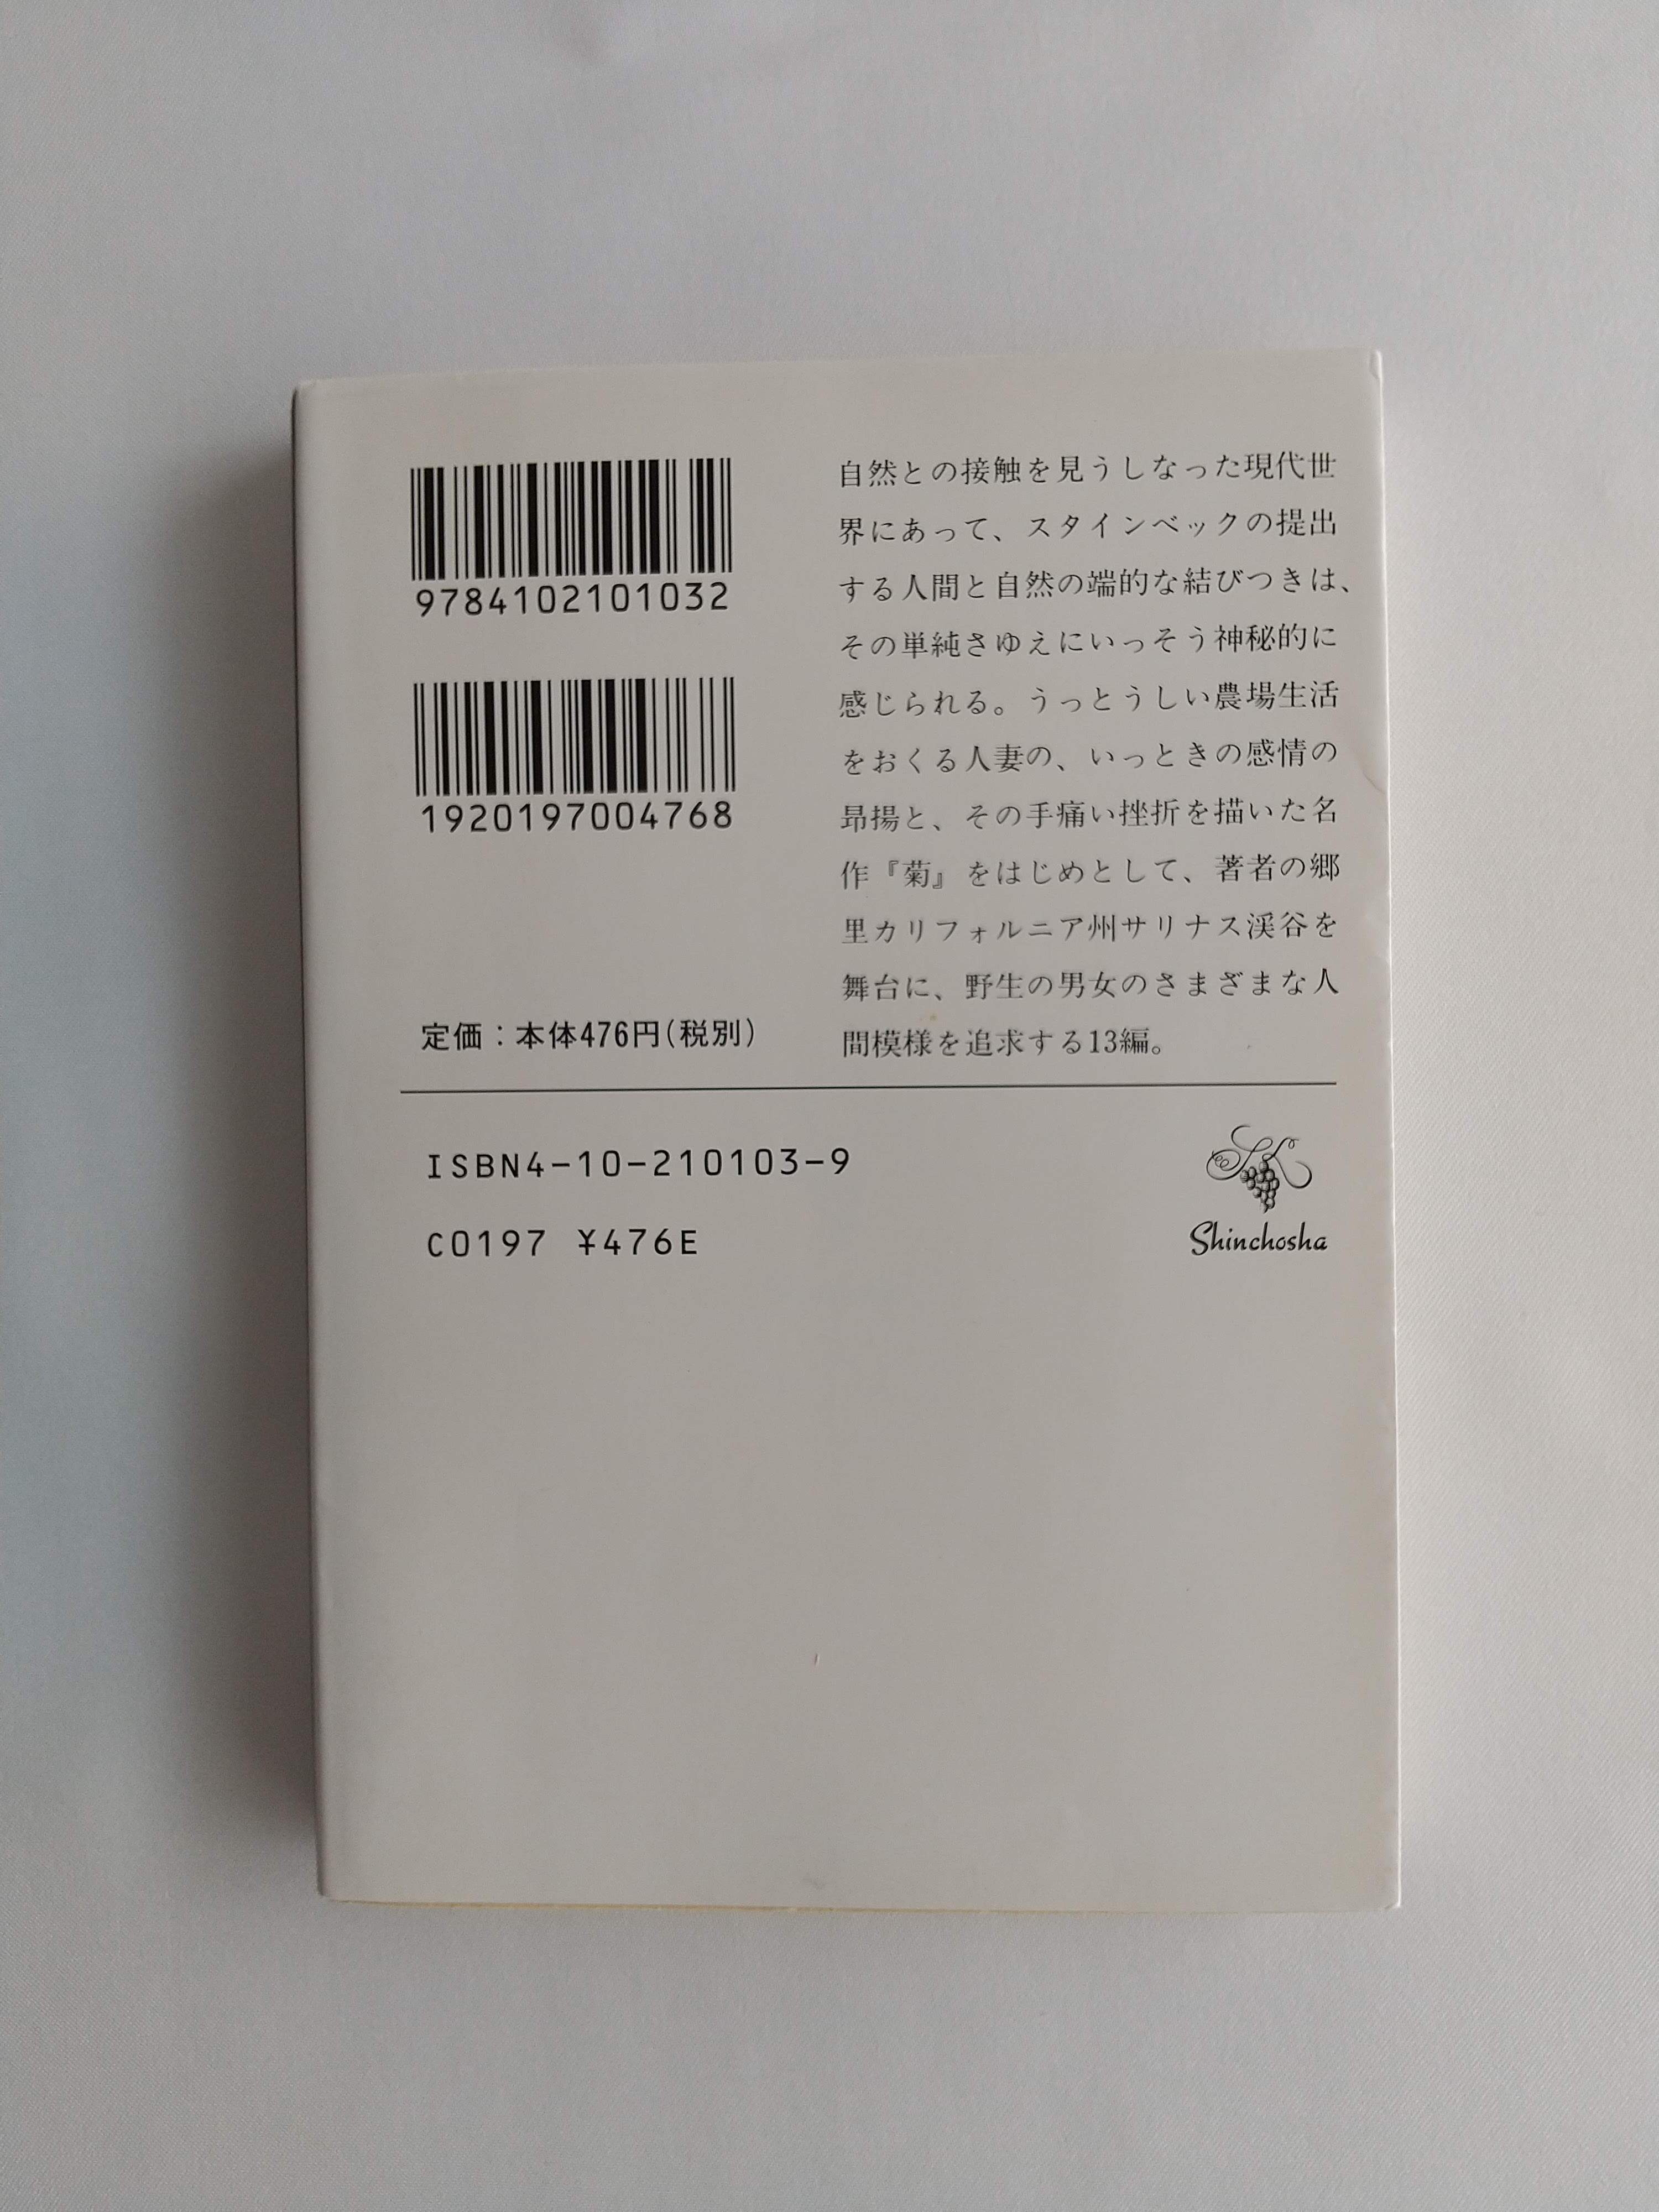 9784102101032
1920197004768
定価：本体476円（税別）
自然との接触を見うしなった現代世
界にあって、スタインベックの提出
する人間と自然の端的な結びつきは、
その単純さゆえにいっそう神秘的に
感じられる。うっとうしい農場生活
をおくる人妻の、いっときの感情の
昂揚と、その手痛い挫折を描いた名
作『菊』をはじめとして、著者の郷
里カリフォルニア州サリナス渓谷を
舞台に、野生の男女のさまざまな人
間模様を追求する13編。
ISBN4-10-210103-9
C0197 ¥476E
Shinchosha